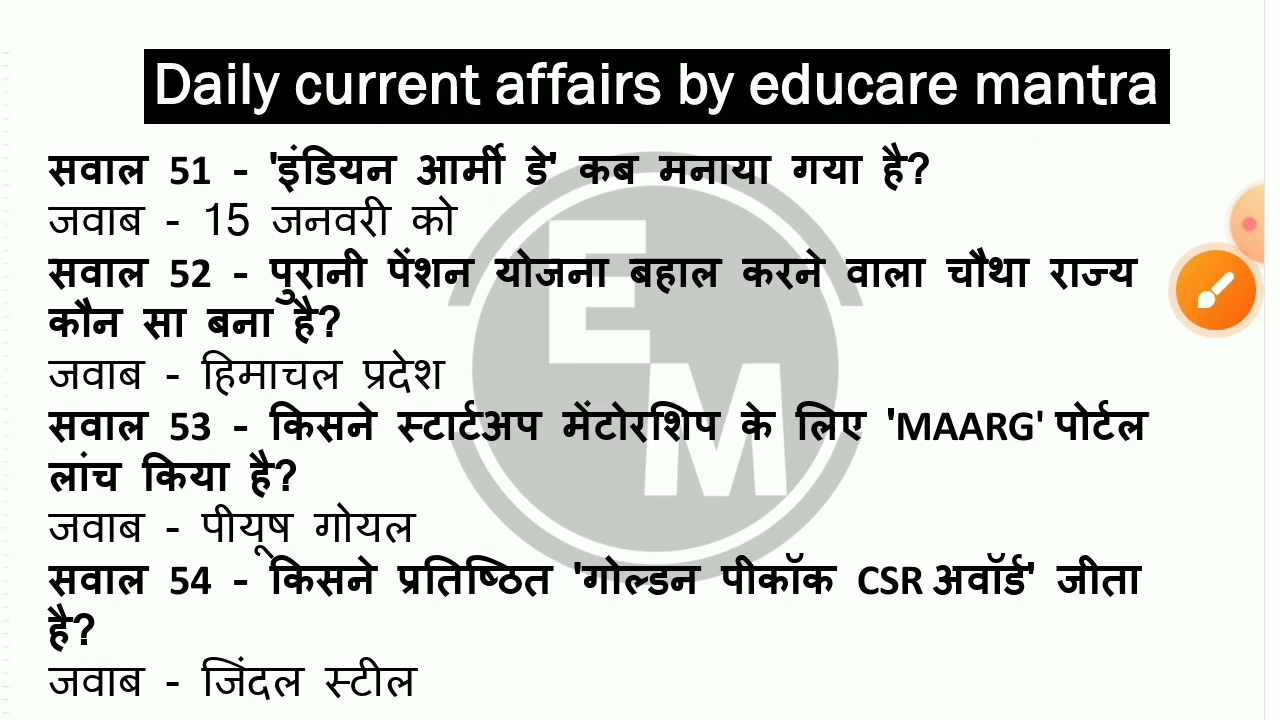 Daily current affairs by educare mantra
सवाल 51 - 'इंडियन आर्मी डे' कब मनाया गया है?
जवाब - 15 जनवरी को
सवाल 52 - पुरानी पेंशन योजना बहाल करने वाला चौथा राज्य
कौन सा बना है?
जवाब - हिमाचल प्रदेश
सवाल 53 - किसने स्टार्टअप मेंटोरशिप के लिए 'MAARG' पोर्टल
लांच किया है?
जवाब - पीयूष गोयल
सवाल 54 - किसने प्रतिष्ठित 'गोल्डन पीकॉक CSR अवॉर्ड' जीता
है?
जवाब - जिंदल स्टील
EM